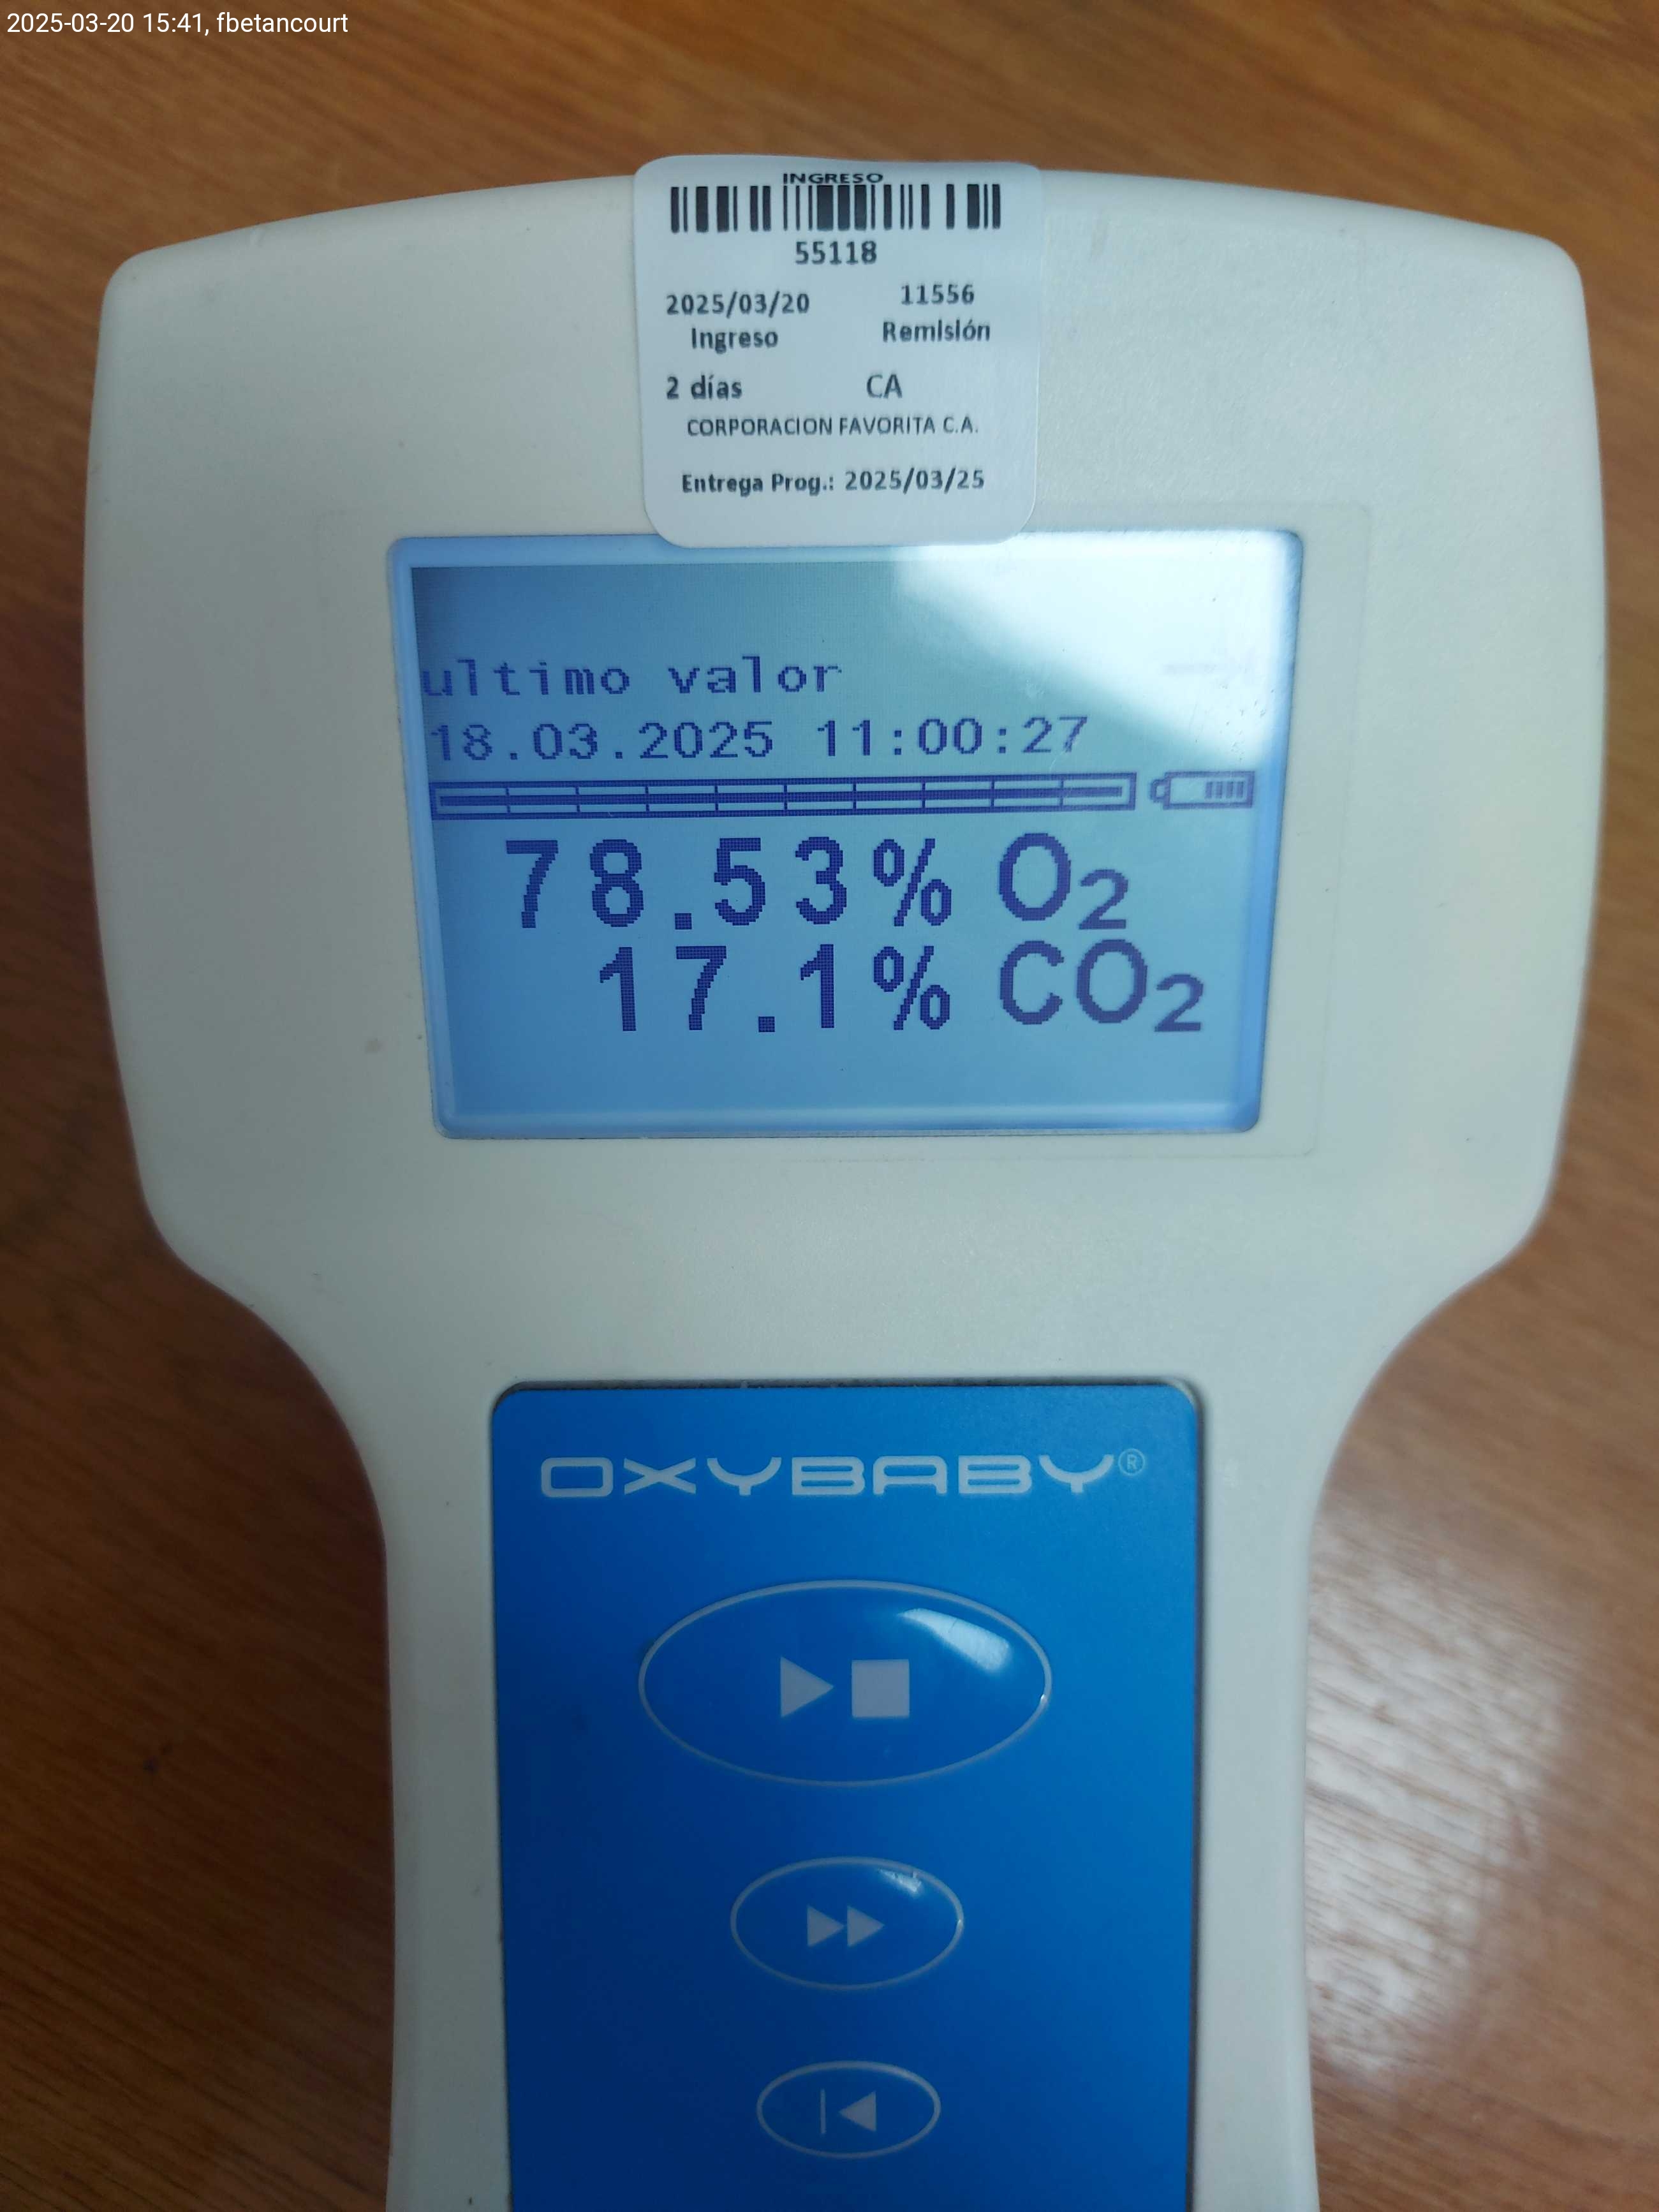 2025-03-20 15:41, fbetancourt
INGRESO
55118
2025/03/20 11556
Ingreso Remisión
2 días CA
CORPORACION FAVORITA C.A.
Entrega Prog.: 2025/03/25
ultimo valor
18.03.2025 11:00:27
78.53% O₂
17.1% CO₂
OXYBABY®